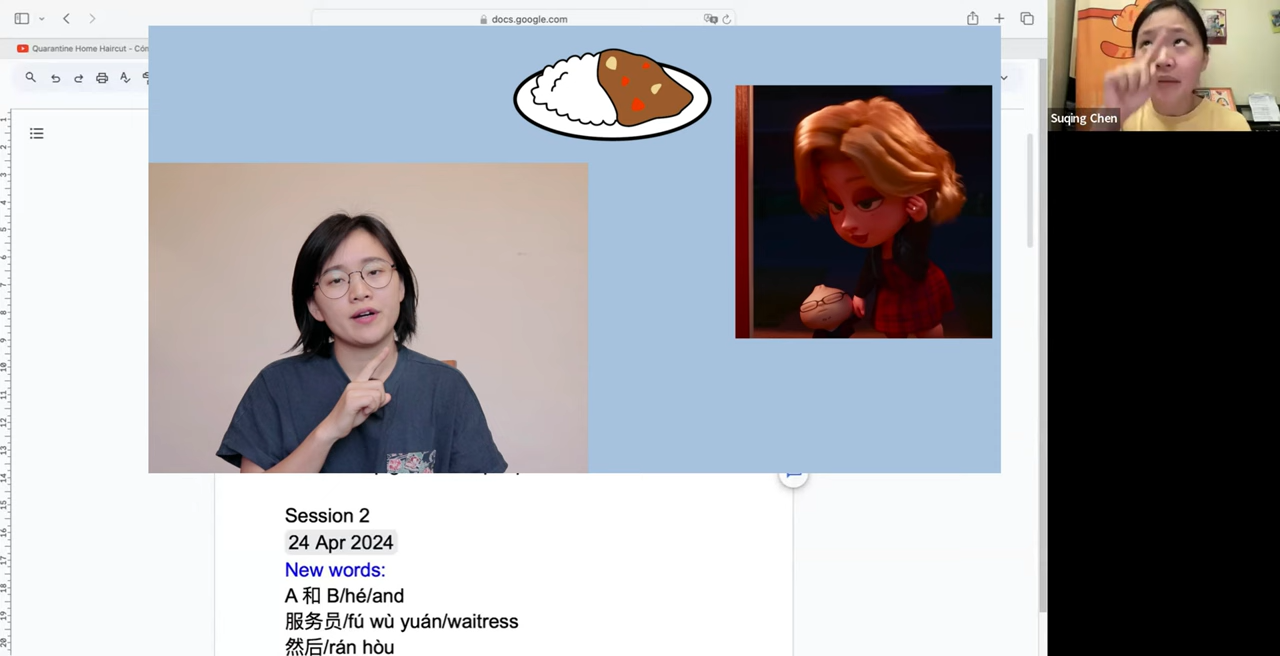 docs.google.com
Quarantine Home Haircut - Cóm
Suqing Chen
Session 2
24 Apr 2024
New words:
A 和 B/hé/and
服务员/fú wù yuán/waitress
然后/rán hòu